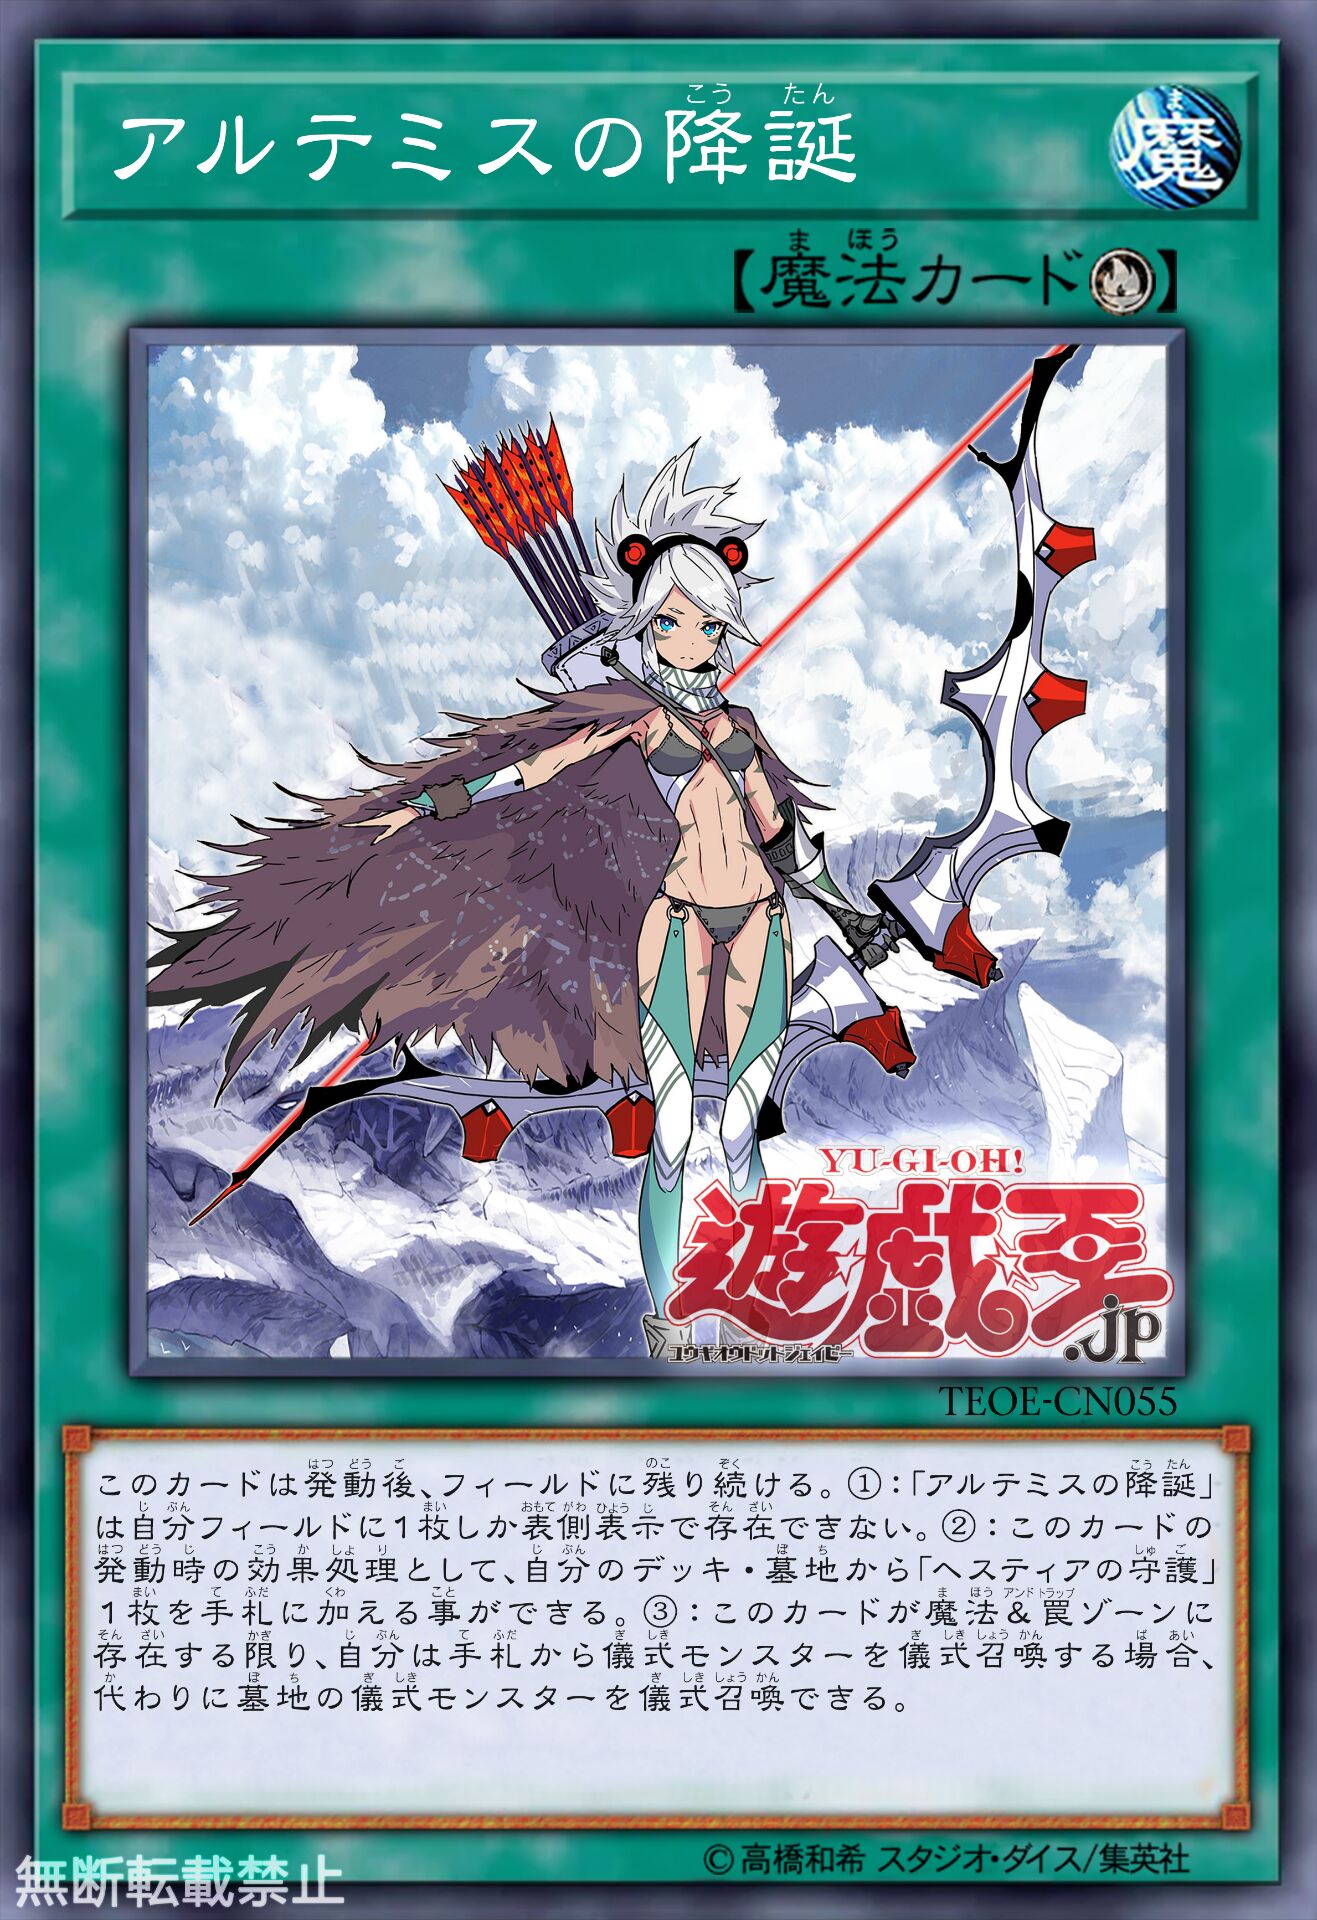 アルテミスの降誕
こう たん
魔
ま
【魔法カード】
ま ほう
YU-GI-OH!
遊戯王
.jp
ユウギオウドットジェイピー
TEOE-CN055
このカードは発動後、フィールドに残り続ける。①：「アルテミスの降誕」
は自分フィールドに１枚しか表側表示で存在できない。②：このカードの
発動時の効果処理として、自分のデッキ・墓地から「ヘスティアの守護」
１枚を手札に加える事ができる。③：このカードが魔法＆罠ゾーンに
存在する限り、自分は手札から儀式モンスターを儀式召喚する場合、
代わりに墓地の儀式モンスターを儀式召喚できる。
©高橋和希 スタジオ・ダイス/集英社
無断転載禁止